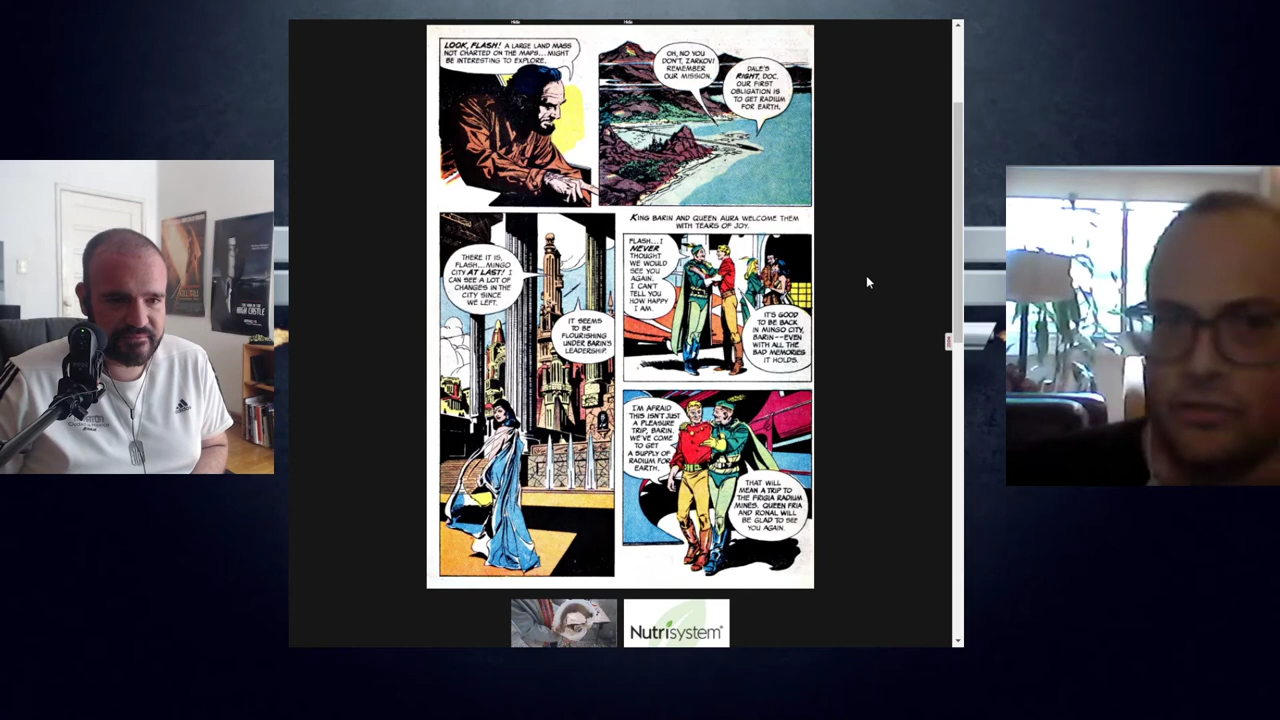 Hide
Hide
LOOK, FLASH! A LARGE LAND MASS
NOT CHARTED ON THE MAPS...MIGHT
BE INTERESTING TO EXPLORE.
OH, NO YOU
DON'T, ZARKOV!
REMEMBER
OUR MISSION.
DALE'S
RIGHT, DOC.
OUR FIRST
OBLIGATION IS
TO GET RADIUM
FOR EARTH.
THERE IT IS,
FLASH...MINGO
CITY AT LAST! I
CAN SEE A LOT OF
CHANGES IN THE
CITY SINCE
WE LEFT.
IT SEEMS
TO BE
FLOURISHING
UNDER BARIN'S
LEADERSHIP.
KING BARIN AND QUEEN AURA WELCOME THEM
WITH TEARS OF JOY.
FLASH...I
NEVER
THOUGHT
WE WOULD
SEE YOU
AGAIN.
I CAN'T
TELL YOU
HOW HAPPY
I AM.
IT'S GOOD
TO BE BACK
IN MINGO CITY,
BARIN--EVEN
WITH ALL THE
BAD MEMORIES
IT HOLDS.
I'M AFRAID
THIS ISN'T JUST
A PLEASURE
TRIP, BARIN.
WE'VE COME
TO GET
A SUPPLY OF
RADIUM FOR
EARTH.
THAT WILL
MEAN A TRIP TO
THE FRIGIA RADIUM
MINES. QUEEN FRIA
AND RONAL WILL
BE GLAD TO SEE
YOU AGAIN.
Nutrisystem®
HIGH CASTLE